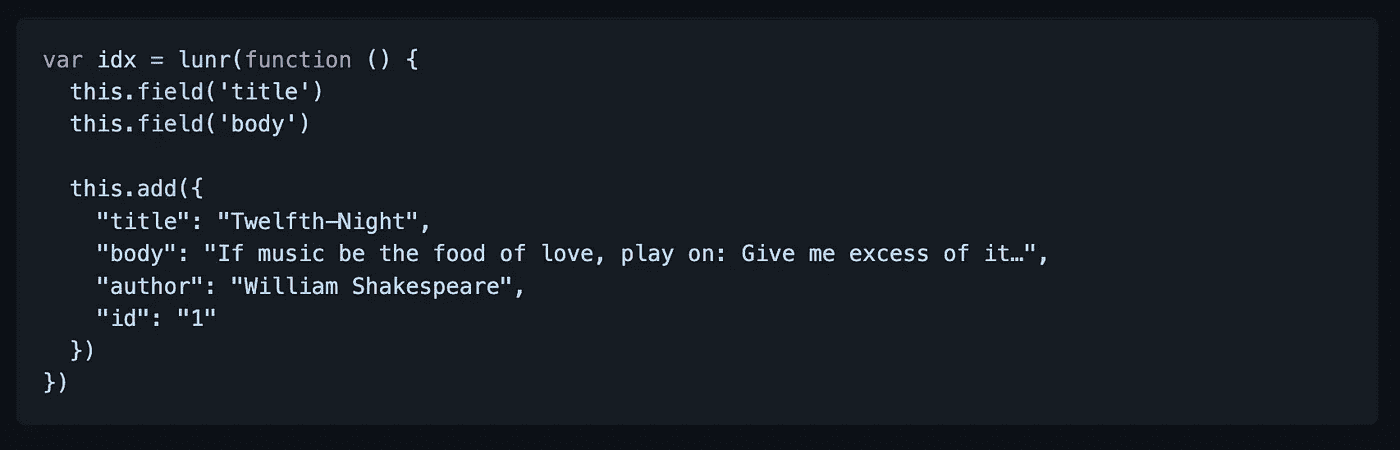 var idx = lunr(function () {
  this.field('title')
  this.field('body')

  this.add({
    "title": "Twelfth-Night",
    "body": "If music be the food of love, play on: Give me excess of it…",
    "author": "William Shakespeare",
    "id": "1"
  })
})